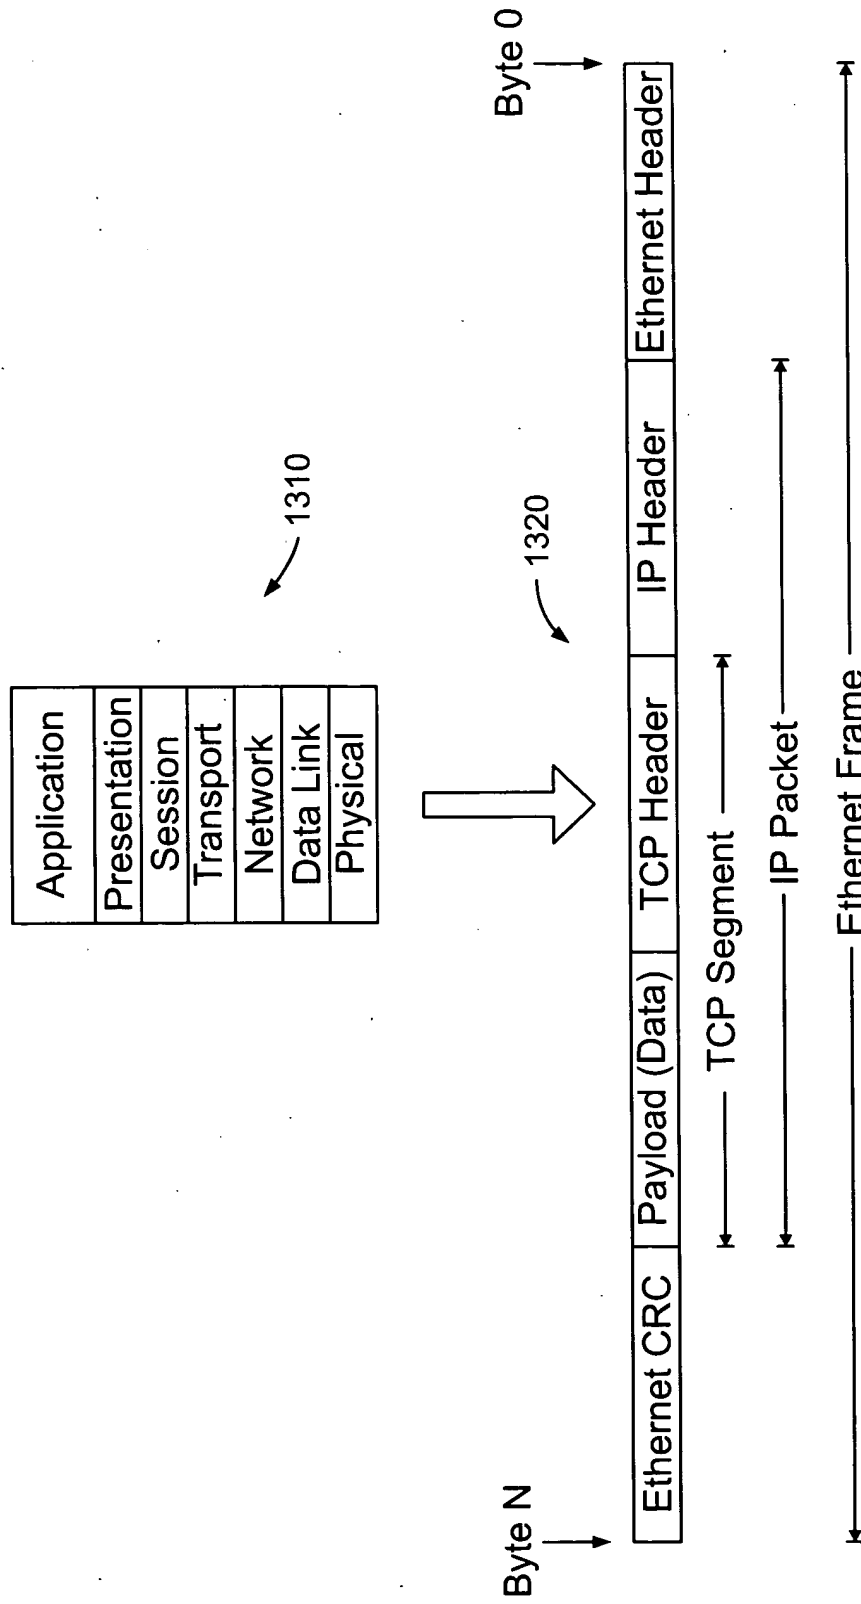 Application
Presentation
Session
Transport
Network
Data Link
Physical
1310
1320
Byte N
Byte 0
Ethernet CRC
Payload (Data)
TCP Header
IP Header
Ethernet Header
TCP Segment
IP Packet
Ethernet Frame